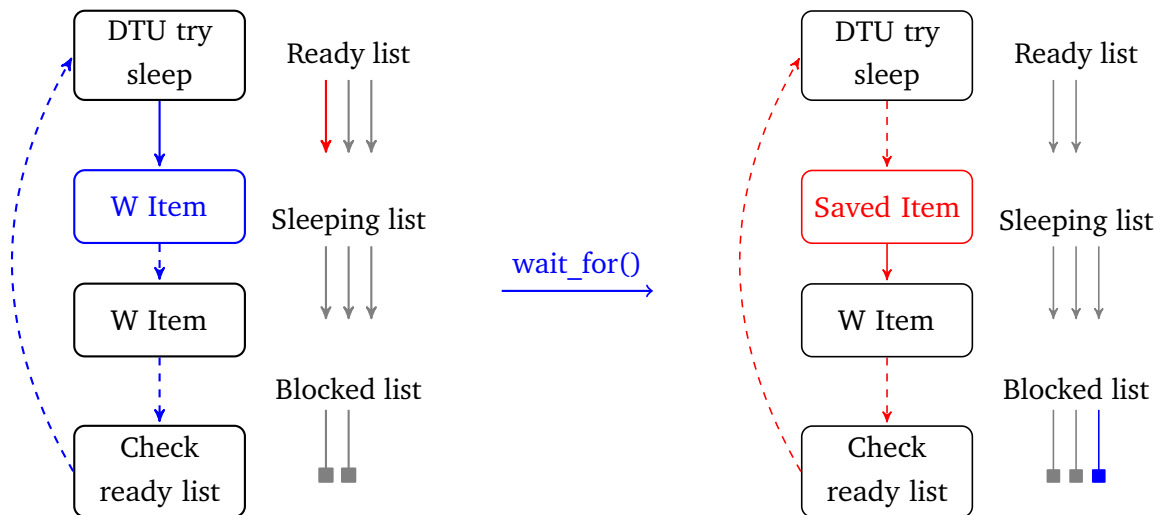 DTU try
sleep
Ready list
W Item
Sleeping list
W Item
Blocked list
Check
ready list
wait_for()
DTU try
sleep
Ready list
Saved Item
Sleeping list
W Item
Blocked list
Check
ready list